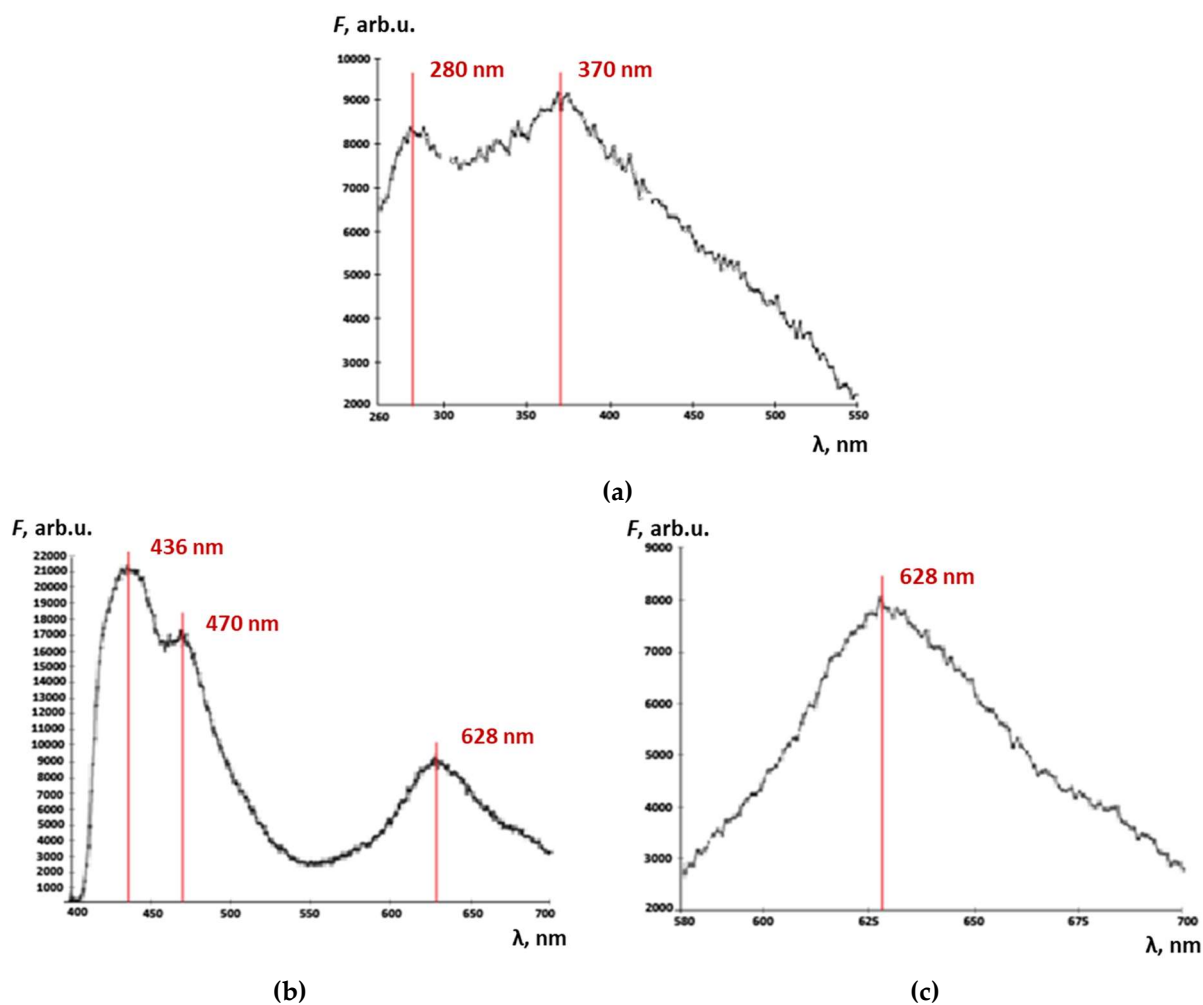 F, arb.u.
280 nm 370 nm
10000
9000
8000
7000
6000
5000
4000
3000
2000
260 300 350 400 450 500 550
λ, nm
(a)
F, arb.u.
436 nm
470 nm
628 nm
22000
21000
20000
19000
18000
17000
16000
15000
14000
13000
12000
11000
10000
9000
8000
7000
6000
5000
4000
3000
2000
1000
400 450 500 550 600 650 700
λ, nm
(b)
F, arb.u.
628 nm
9000
8000
7000
6000
5000
4000
3000
2000
580 600 625 650 675 700
λ, nm
(c)